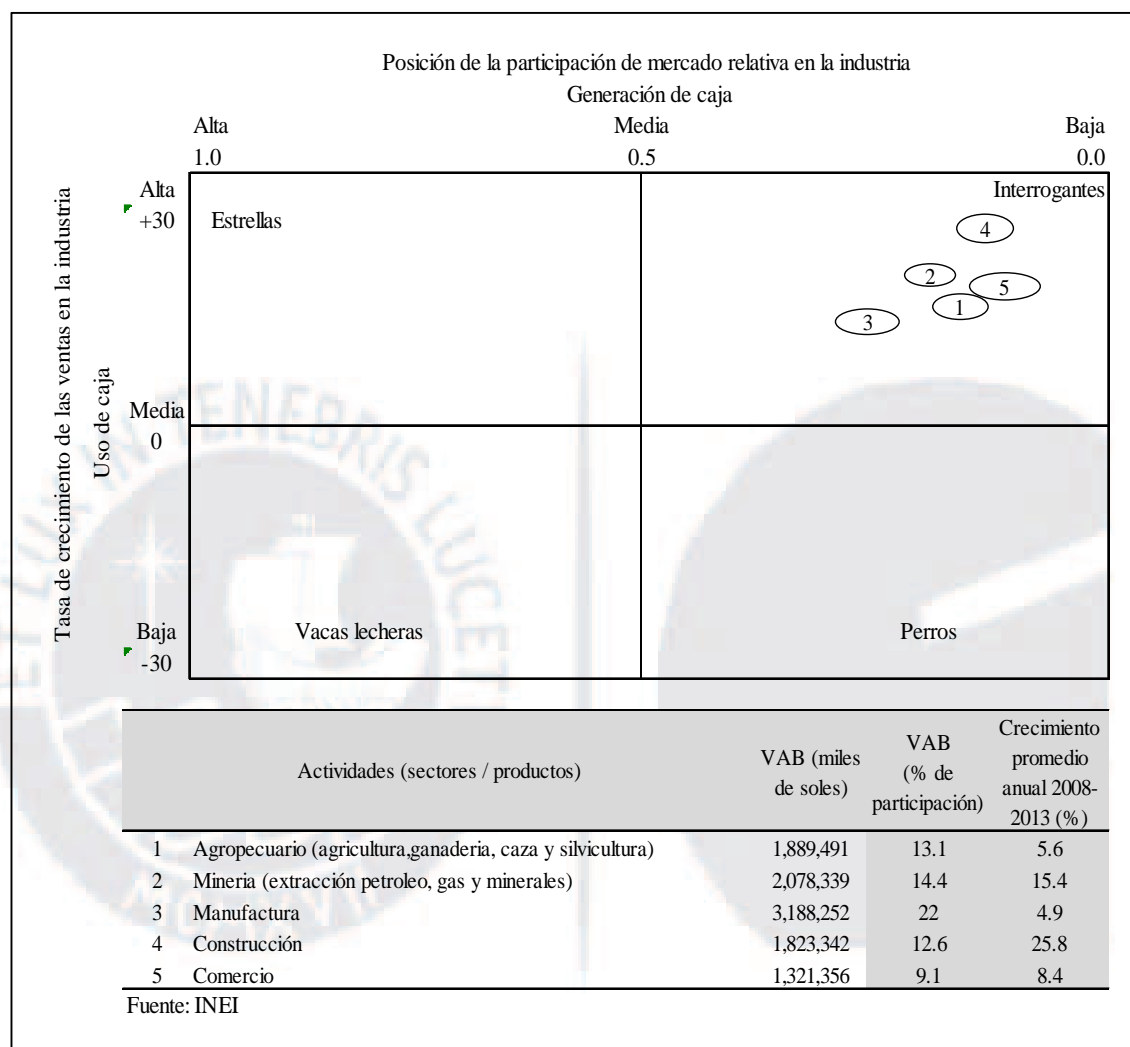 Posición de la participación de mercado relativa en la industria
Generación de caja
Alta Media Baja
1.0 0.5 0.0
Tasa de crecimiento de las ventas en la industria
Uso de caja
Alta
+30
Estrellas
Interrogantes
4
2
5
1
3
Media
0
Baja
-30
Vacas lecheras
Perros
ET LUX IN TENEBRIS LUCET
Actividades (sectores / productos) VAB (miles de soles) VAB (% de participación) Crecimiento promedio anual 2008-2013 (%)
1 Agropecuario (agricultura,ganaderia, caza y silvicultura) 1,889,491 13.1 5.6
2 Mineria (extracción petroleo, gas y minerales) 2,078,339 14.4 15.4
3 Manufactura 3,188,252 22 4.9
4 Construcción 1,823,342 12.6 25.8
5 Comercio 1,321,356 9.1 8.4
Fuente: INEI